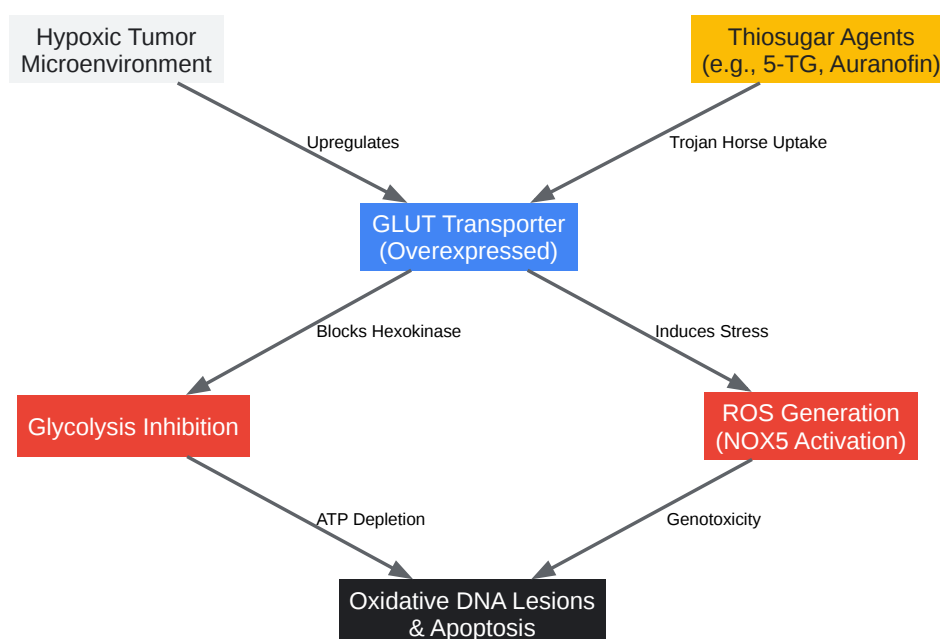 Hypoxic Tumor
Microenvironment
Thiosugar Agents
(e.g., 5-TG, Auranofin)
Upregulates
Trojan Horse Uptake
GLUT Transporter
(Overexpressed)
Blocks Hexokinase
Induces Stress
Glycolysis Inhibition
ROS Generation
(NOX5 Activation)
ATP Depletion
Genotoxicity
Oxidative DNA Lesions
& Apoptosis